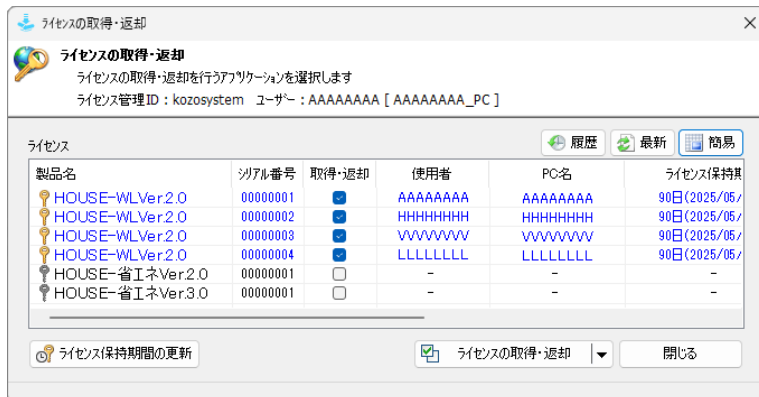 ライセンスの取得・返却
ライセンスの取得・返却
ライセンスの取得・返却を行うアプリケーションを選択します
ライセンス管理ID：kozosystem ユーザー：AAAAAAAA [ AAAAAAAA_PC ]
ライセンス 履歴 最新 簡易
製品名 シリアル番号 取得・返却 使用者 PC名 ライセンス保持期
HOUSE-WLVer.2.0 00000001 AAAAAAAA AAAAAAAA 90日(2025/05/
HOUSE-WLVer.2.0 00000002 HHHHHHHH HHHHHHHH 90日(2025/05/
HOUSE-WLVer.2.0 00000003 VVVVVVVV VVVVVVVV 90日(2025/05/
HOUSE-WLVer.2.0 00000004 LLLLLLLL LLLLLLLL 90日(2025/05/
HOUSE-省エネVer.2.0 00000001 - - -
HOUSE-省エネVer.3.0 00000001 - - -
ライセンス保持期間の更新 ライセンスの取得・返却 閉じる